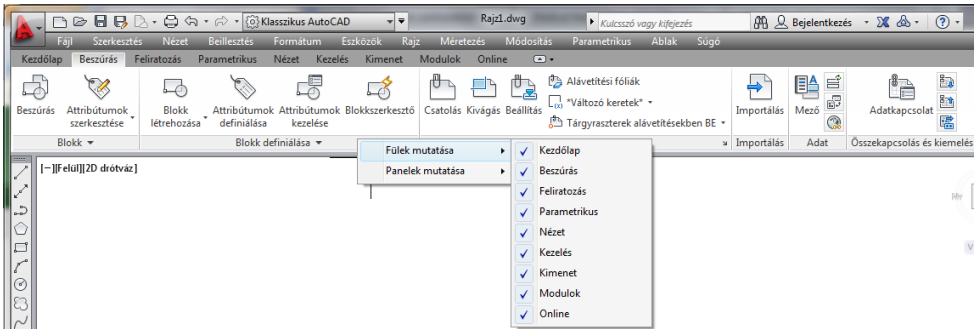 Klasszikus AutoCAD Rajz1.dwg Kulcsszó vagy kifejezés Bejelentkezés
Fájl Szerkesztés Nézet Beillesztés Formátum Eszközök Rajz Méretezés Módosítás Parametrikus Ablak Súgó
Kezdőlap Beszúrás Feliratozás Parametrikus Nézet Kezelés Kimenet Modulok Online
Beszúrás Attribútumok szerkesztése
Blokk létrehozása Attribútumok definiálása Attribútumok kezelése Blokkszerkesztő
Csatolás Kivágás Beállítás
Alávetítési fóliák
*Változó keretek*
Tárgyraszterek alávetítésekben BE
Importálás Mező Adatkapcsolat
Blokk Blokk definiálása Importálás Adat Összekapcsolás és kiemelés
[−][Felül][2D drótváz]
Fülek mutatása
Panelek mutatása
Kezdőlap
Beszúrás
Feliratozás
Parametrikus
Nézet
Kezelés
Kimenet
Modulok
Online